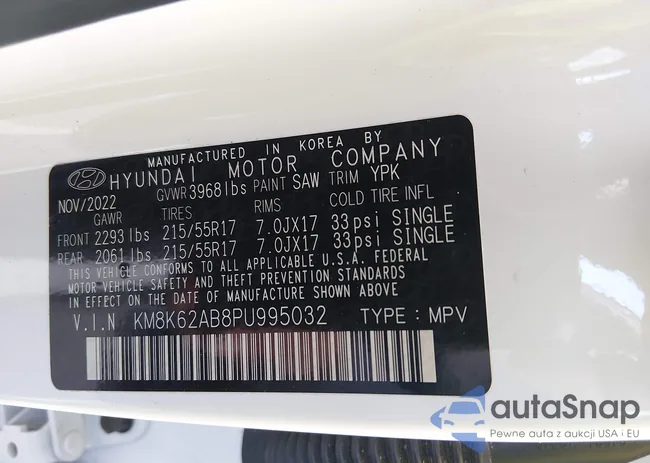 MANUFACTURED IN KOREA BY
HYUNDAI MOTOR COMPANY
NOV/2022 GVWR 3968 lbs PAINT SAW TRIM YPK
GAWR TIRES RIMS COLD TIRE INFL
FRONT 2293 lbs 215/55R17 7.0JX17 33psi SINGLE
REAR 2061 lbs 215/55R17 7.0JX17 33psi SINGLE
THIS VEHICLE CONFORMS TO ALL APPLICABLE U.S.A. FEDERAL
MOTOR VEHICLE SAFETY AND THEFT PREVENTION STANDARDS
IN EFFECT ON THE DATE OF MANUFACTURE SHOWN ABOVE.
V.I.N KM8K62AB8PU995032 TYPE : MPV
autaSnap
Pewne auta z aukcji USA i EU